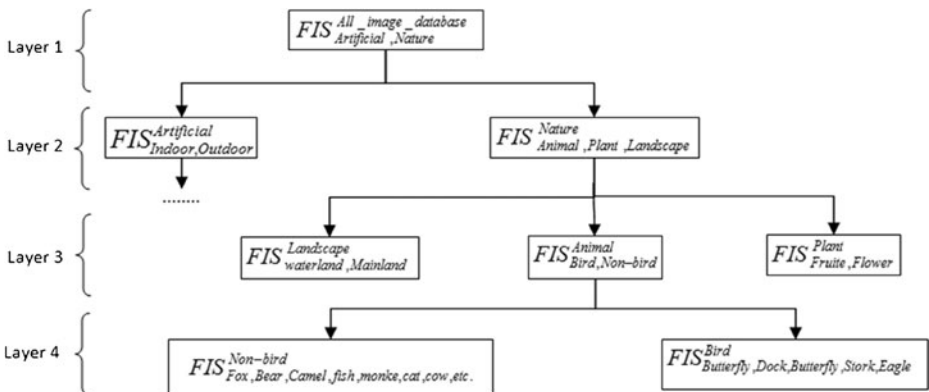 Layer 1
FIS All_image_database
Artificial ,Nature
Layer 2
FIS Artificial
Indoor,Outdoor
FIS Nature
Animal ,Plant ,Landscape
........
Layer 3
FIS Landscape
waterland ,Mainland
FIS Animal
Bird,Non-bird
FIS Plant
Fruite ,Flower
Layer 4
FIS Non-bird
Fox ,Bear ,Camel ,fish ,monke ,cat ,cow ,etc.
FIS Bird
Butterfly ,Dock,Butterfly ,Stork ,Eagle